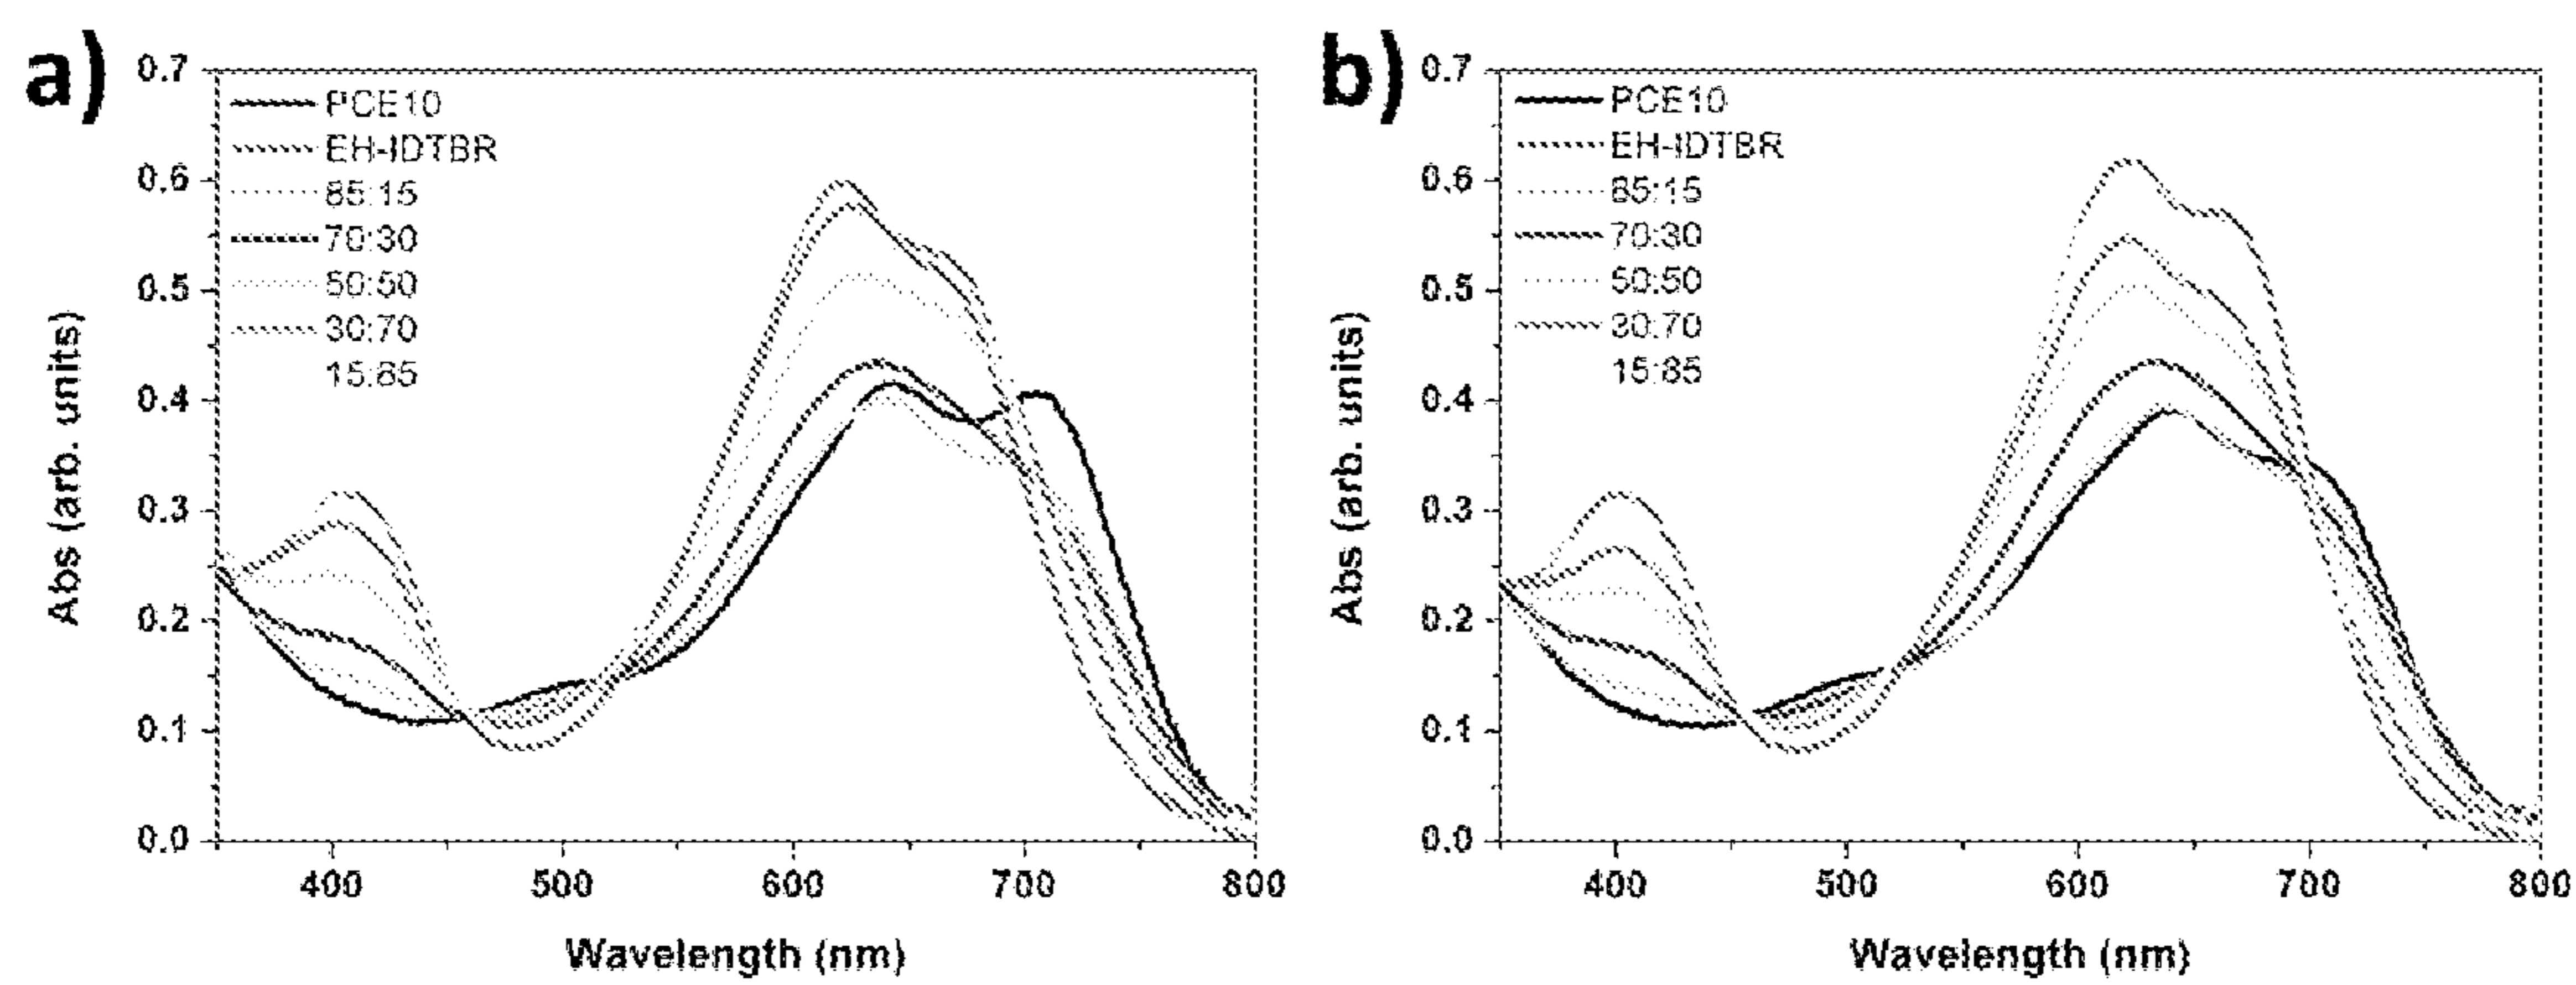 a)
0.7
0.6
0.5
0.4
0.3
0.2
0.1
0.0
Abs (arb. units)
PCE10
EH-IDTBR
85:15
70:30
50:50
30:70
15:85
400 500 600 700 800
Wavelength (nm)
b)
0.7
0.6
0.5
0.4
0.3
0.2
0.1
0.0
Abs (arb. units)
PCE10
EH-IDTBR
85:15
70:30
50:50
30:70
15:85
400 500 600 700 800
Wavelength (nm)